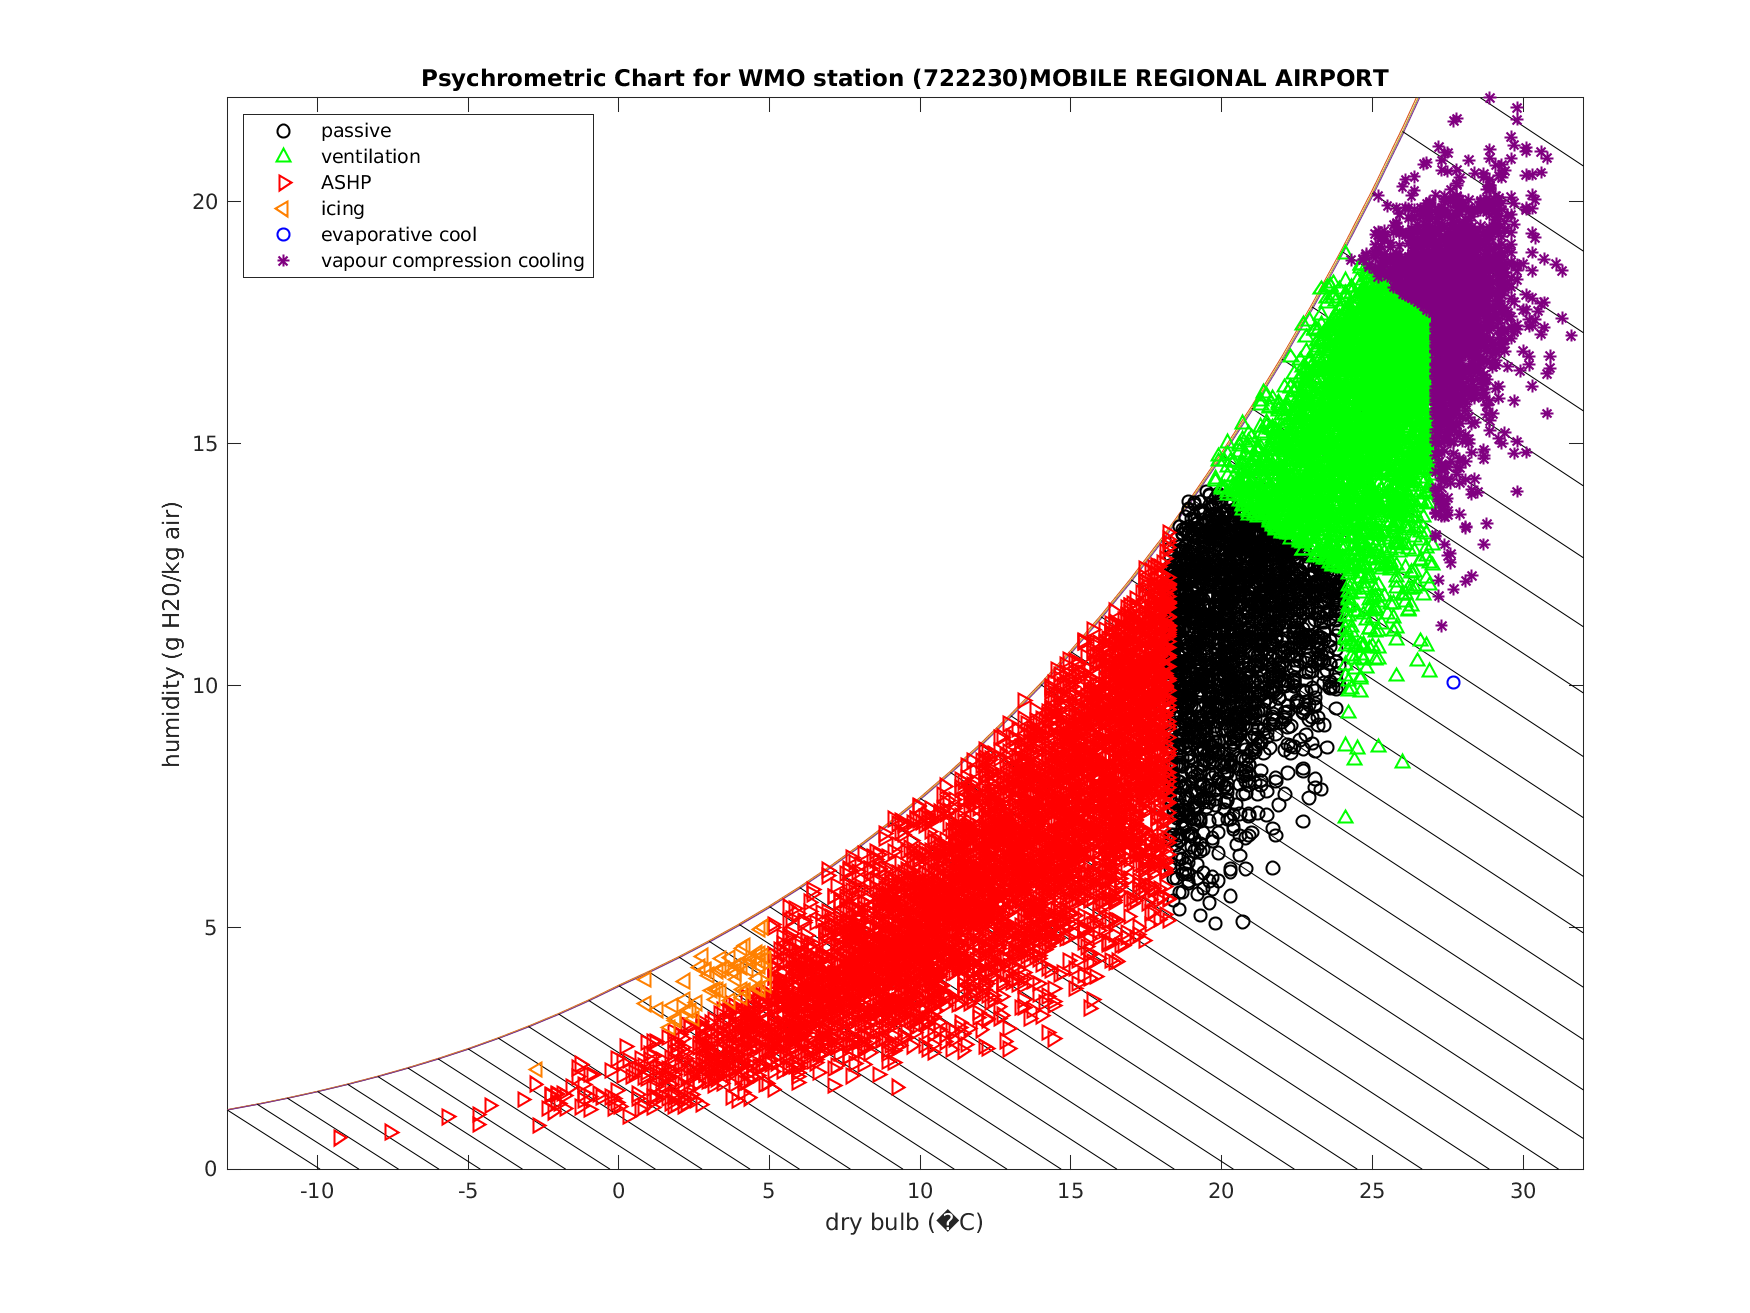 Psychrometric Chart for WMO station (722230)MOBILE REGIONAL AIRPORT
passive
ventilation
ASHP
icing
evaporative cool
vapour compression cooling
20
15
10
5
0
humidity (g H20/kg air)
-10 -5 0 5 10 15 20 25 30
dry bulb (�C)